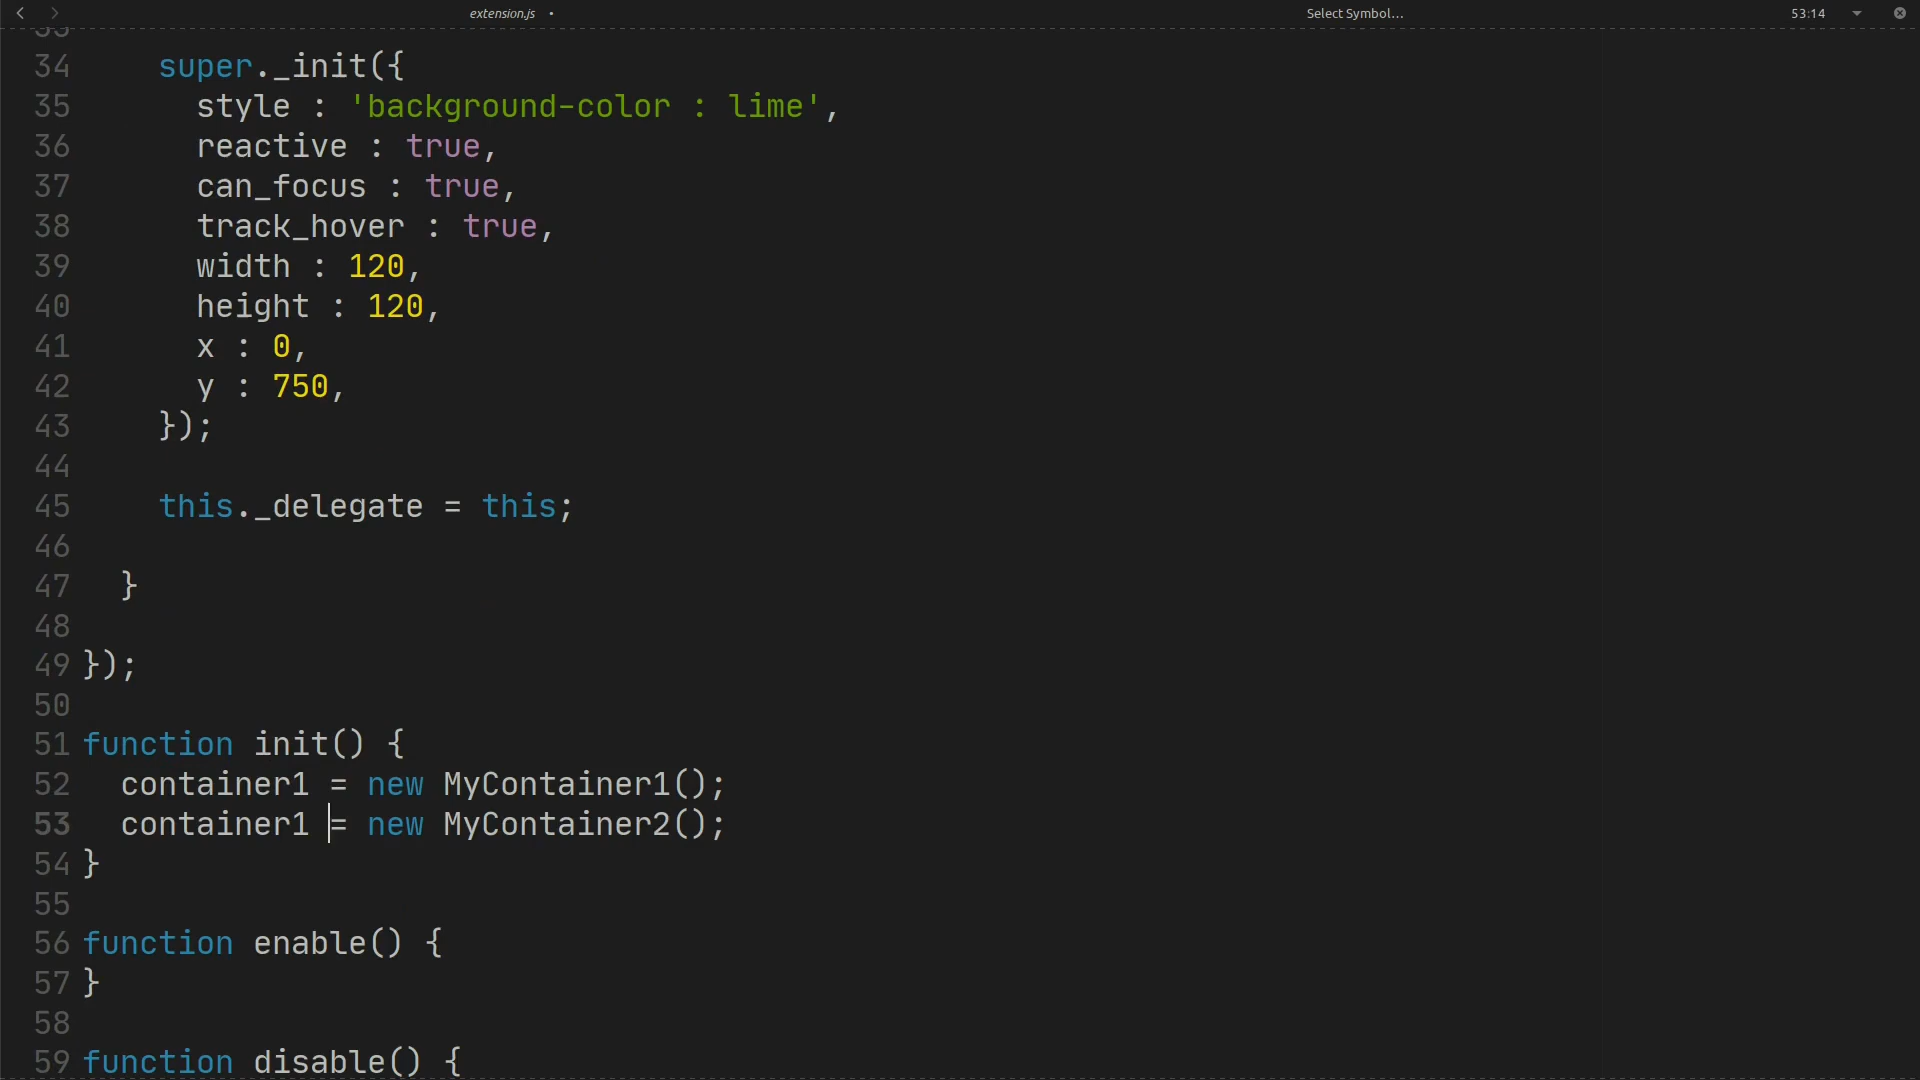 extension.js •
Select Symbol...
53:14
33
34 super._init({
35 style : 'background-color : lime',
36 reactive : true,
37 can_focus : true,
38 track_hover : true,
39 width : 120,
40 height : 120,
41 x : 0,
42 y : 750,
43 });
44
45 this._delegate = this;
46
47 }
48
49 });
50
51 function init() {
52 container1 = new MyContainer1();
53 container1 = new MyContainer2();
54 }
55
56 function enable() {
57 }
58
59 function disable() {